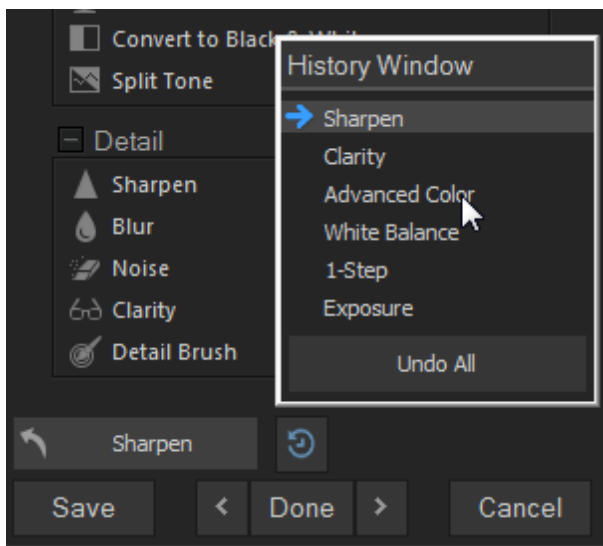 Convert to Black & White
Split Tone
Detail
Sharpen
Blur
Noise
Clarity
Detail Brush
History Window
Sharpen
Clarity
Advanced Color
White Balance
1-Step
Exposure
Undo All
Sharpen
Save
<
Done
>
Cancel